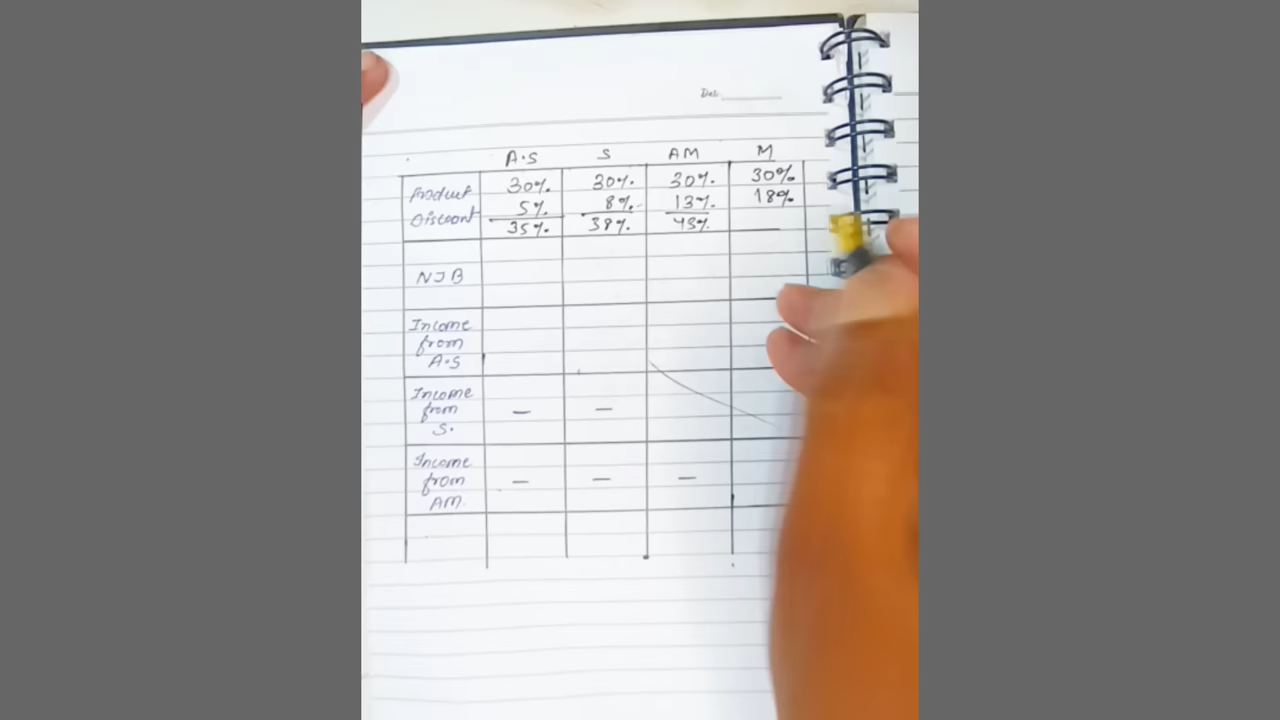 Date
A.S S AM M
Product 30% 30% 30% 30%
Discount 5% 8% 13% 18%
35% 38% 43%
NJB
Income
from
A.S
Income
from — —
S.
Income
from — — —
AM.